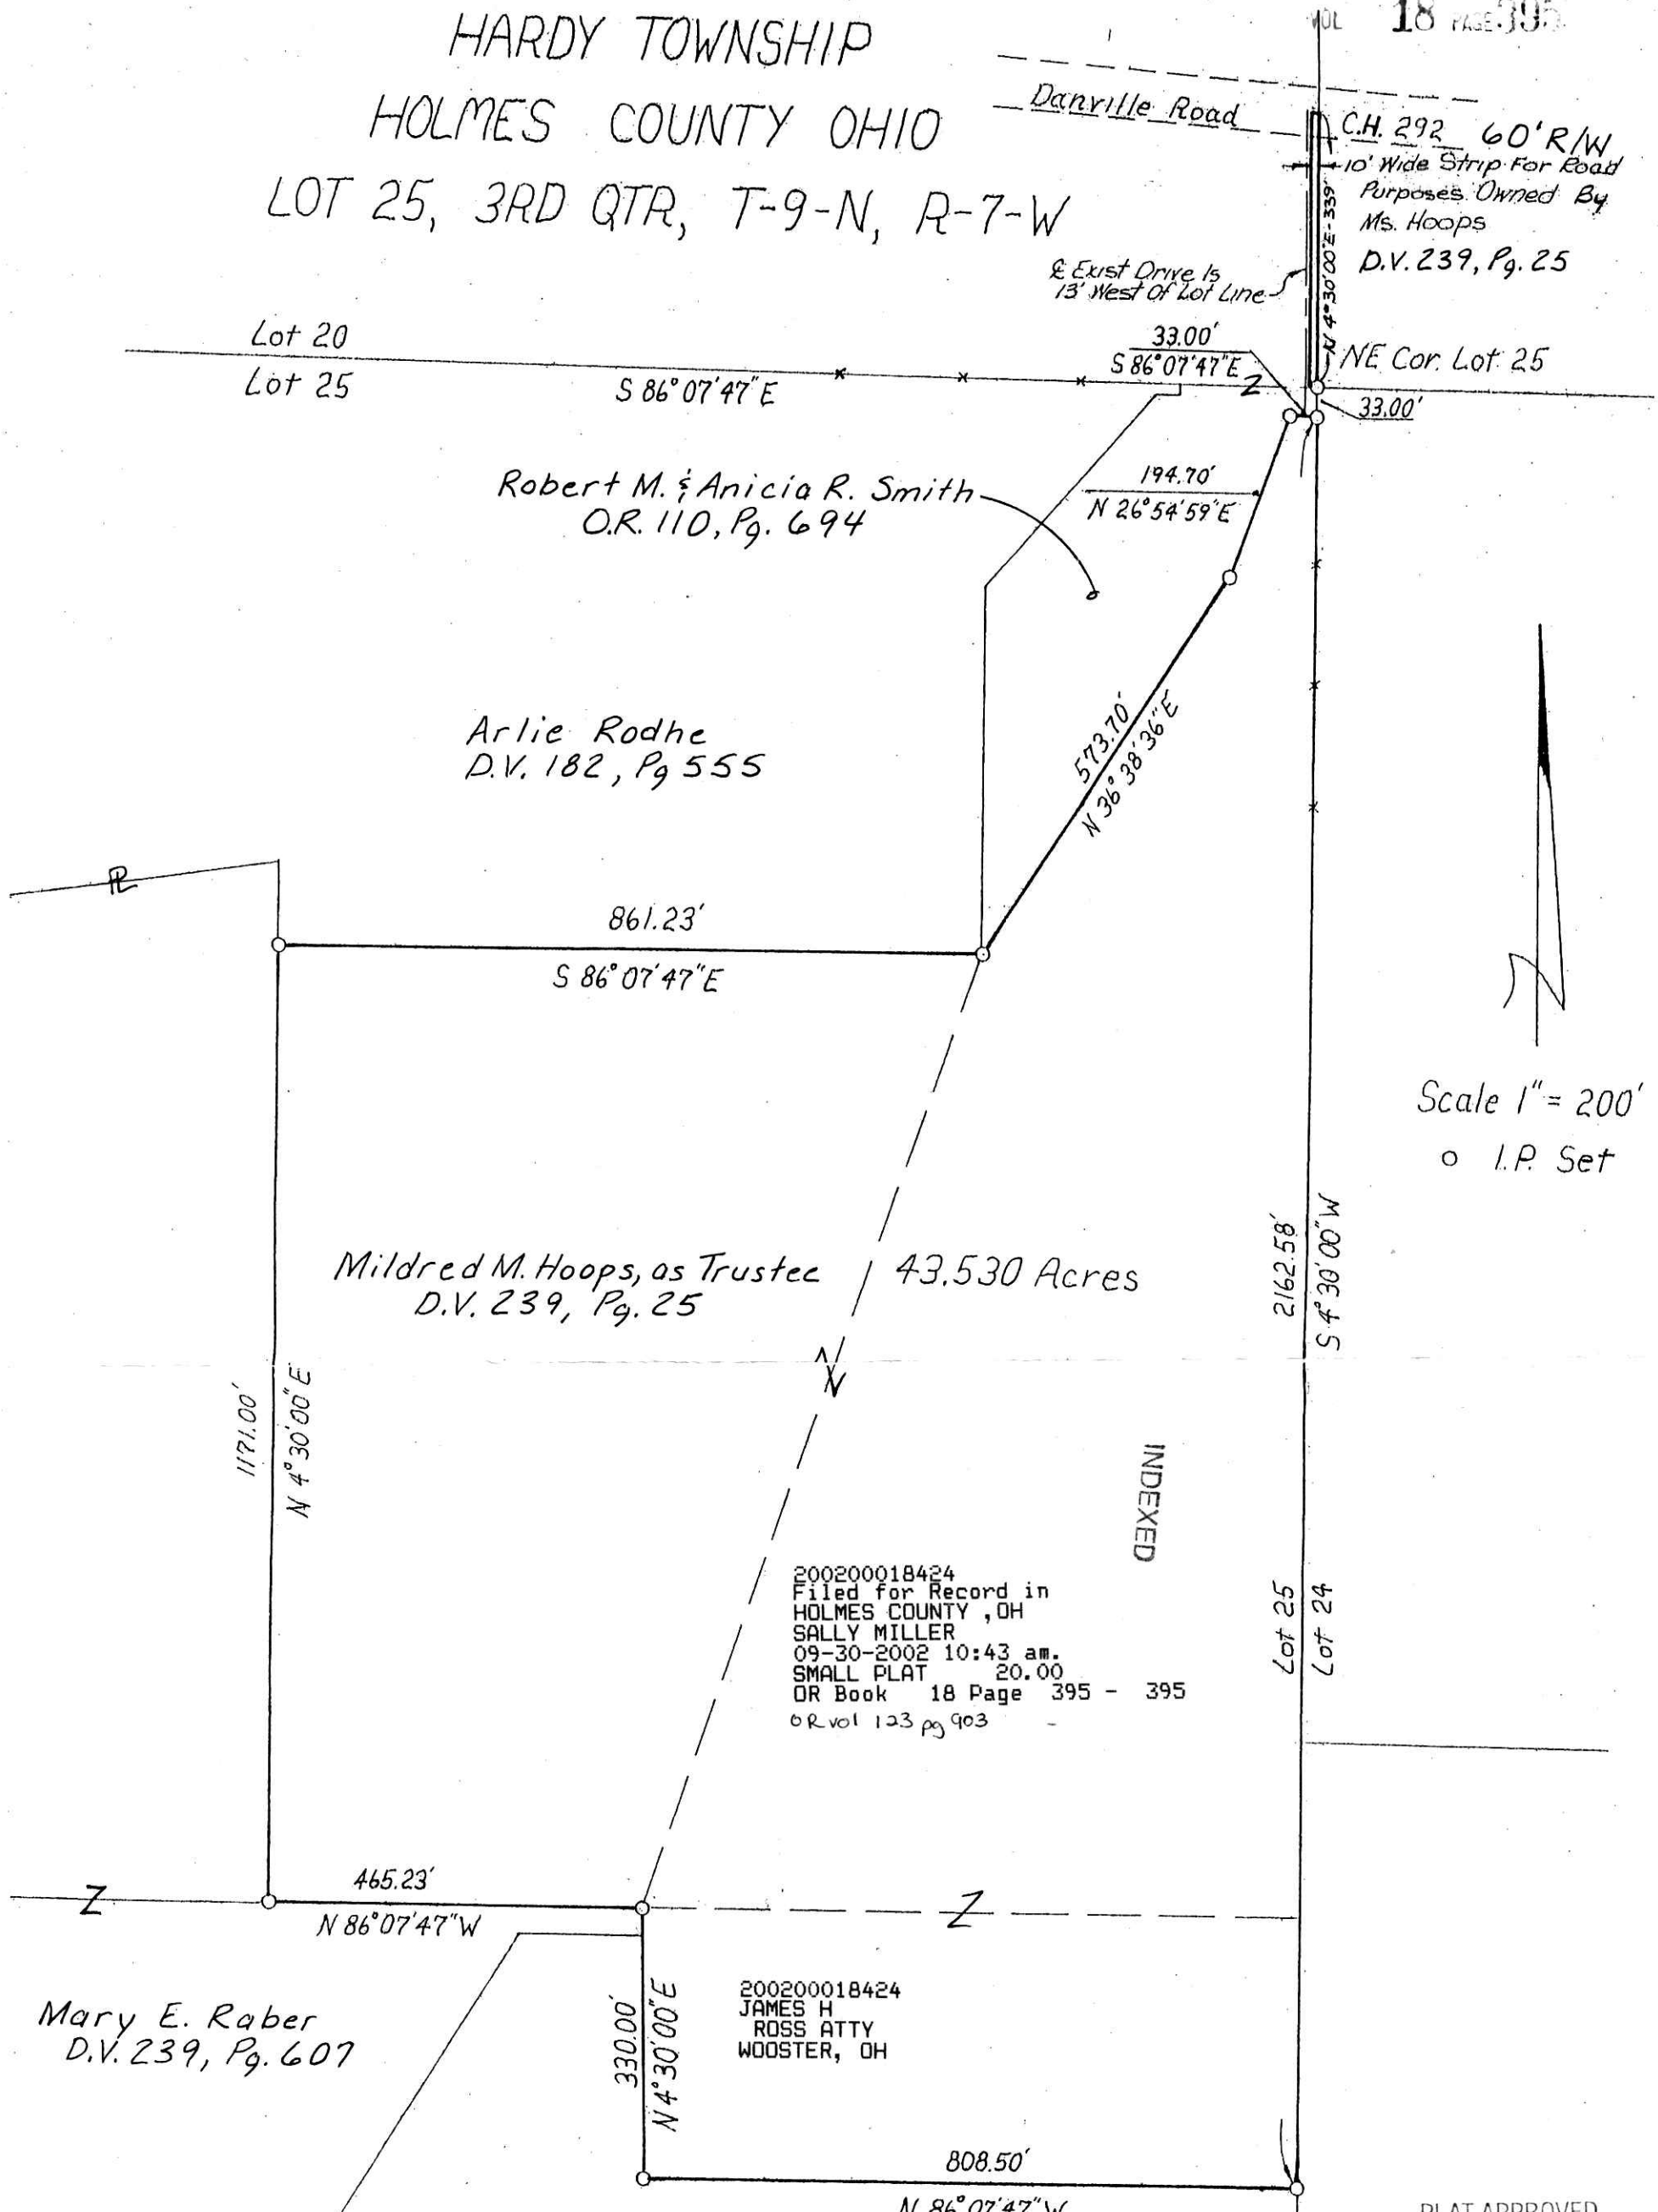 VOL 18 PAGE 395
HARDY TOWNSHIP
HOLMES COUNTY OHIO
LOT 25, 3RD QTR, T-9-N, R-7-W
Danville Road
C.H. 292 60' R/W
10' Wide Strip For Road
Purposes Owned By
Ms. Hoops
D.V. 239, Pg. 25
N 4° 30' 00" E - 339'
℄ Exist Drive Is
13' West Of Lot Line
Lot 20
Lot 25
S 86° 07' 47" E
33.00'
S 86° 07' 47" E
Z
NE Cor. Lot 25
33.00'
Robert M. & Anicia R. Smith
O.R. 110, Pg. 694
194.70'
N 26° 54' 59" E
Arlie Rodhe
D.V. 182, Pg 555
573.70'
N 36° 38' 36" E
PL
861.23'
S 86° 07' 47" E
N
Scale 1" = 200'
o I.P. Set
Mildred M. Hoops, as Trustee
D.V. 239, Pg. 25
43.530 Acres
2162.58'
S 4° 30' 00" W
Z
1171.00'
N 4° 30' 00" E
INDEXED
200200018424
Filed for Record in
HOLMES COUNTY , OH
SALLY MILLER
09-30-2002 10:43 am.
SMALL PLAT 20.00
OR Book 18 Page 395 - 395
OR vol 123 pg 903
Lot 25
Lot 24
Z
465.23'
N 86° 07' 47" W
Z
Mary E. Raber
D.V. 239, Pg. 607
330.00'
N 4° 30' 00" E
200200018424
JAMES H
ROSS ATTY
WOOSTER, OH
808.50'
N 86° 07' 47" W
PLAT APPROVED